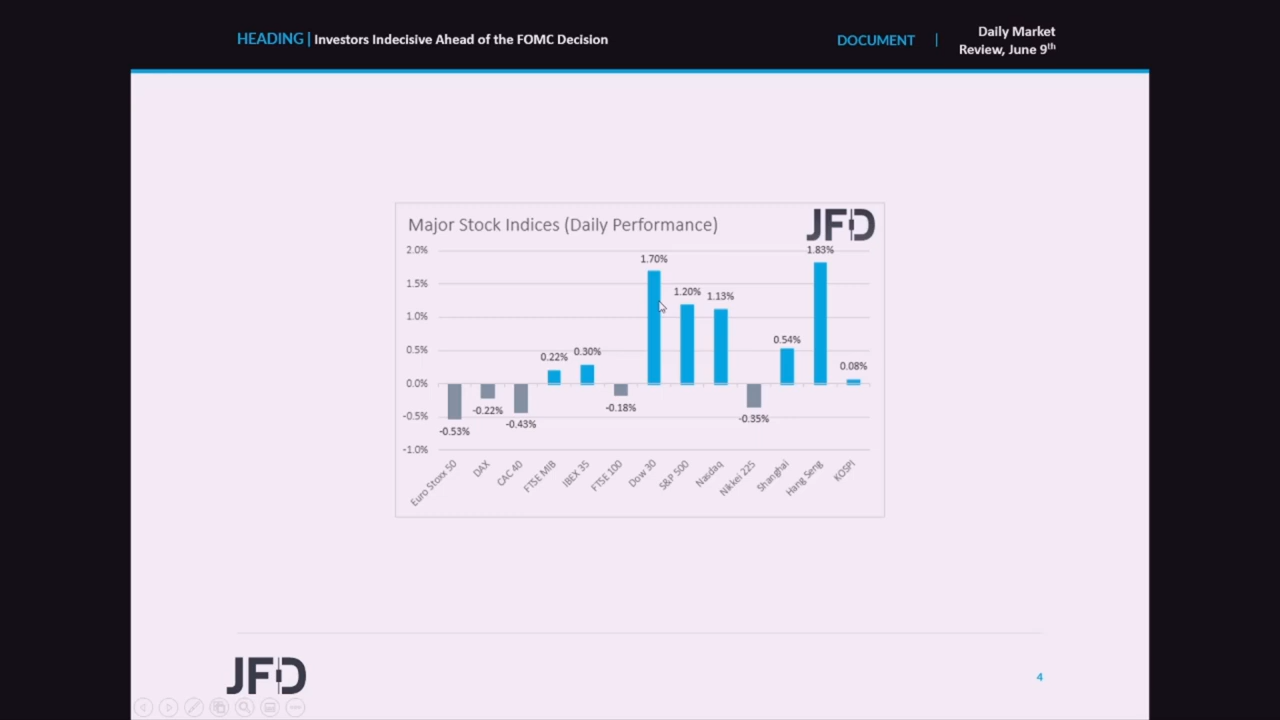 HEADING | Investors Indecisive Ahead of the FOMC Decision
DOCUMENT |
Daily Market
Review, June 9th
Major Stock Indices (Daily Performance)
JFD
2.0%
1.5%
1.0%
0.5%
0.0%
-0.5%
-1.0%
-0.53%
-0.22%
-0.43%
0.22%
0.30%
-0.18%
1.70%
1.20%
1.13%
-0.35%
0.54%
1.83%
0.08%
Euro Stoxx 50
DAX
CAC 40
FTSE MIB
IBEX 35
FTSE 100
Dow 30
S&P 500
Nasdaq
Nikkei 225
Shanghai
Hang Seng
KOSPI
JFD
4